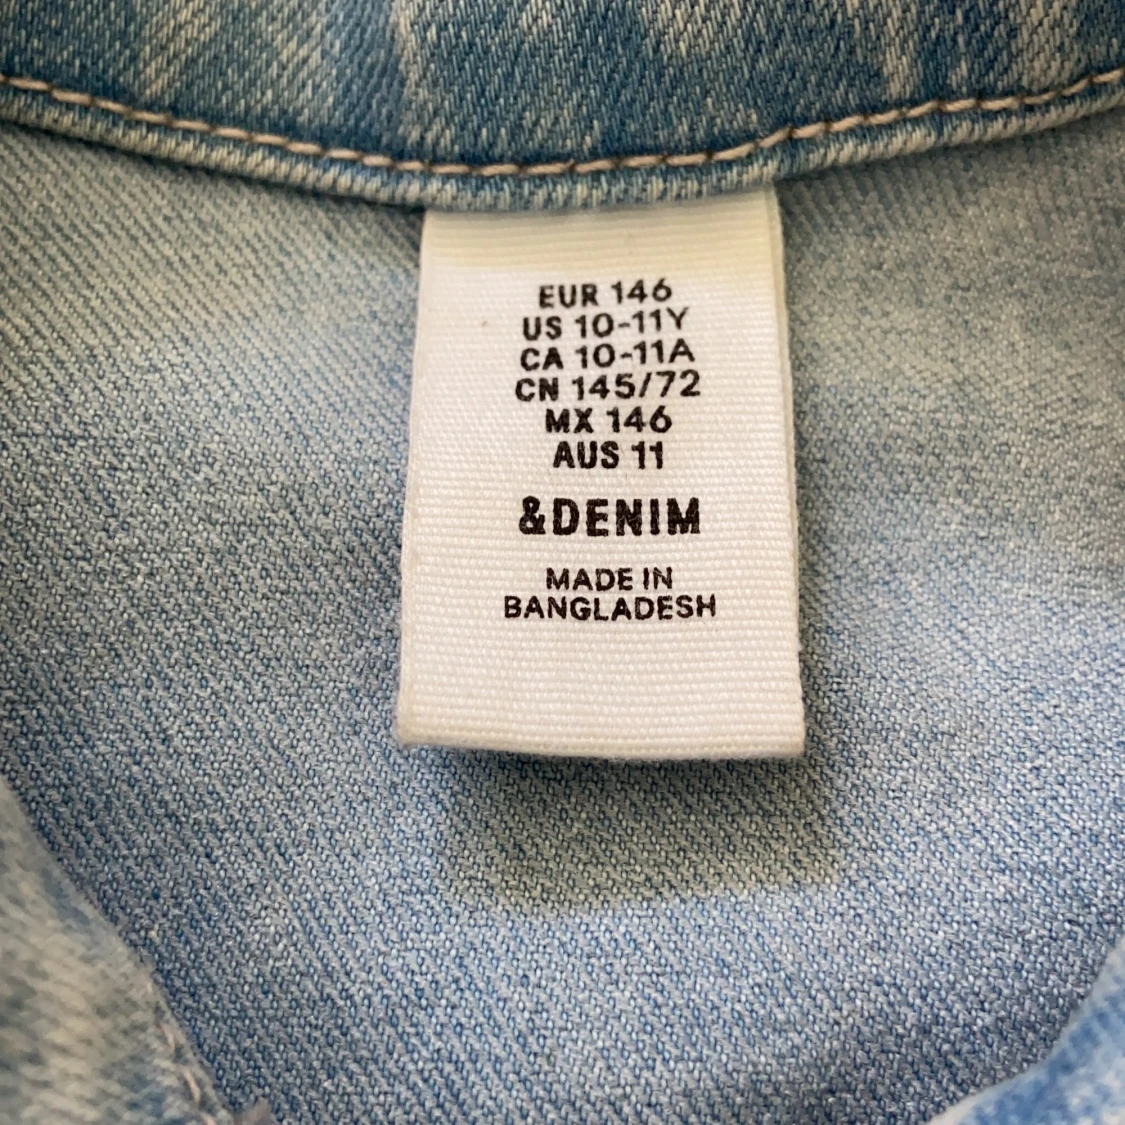 EUR 146
US 10-11Y
CA 10-11A
CN 145/72
MX 146
AUS 11
&DENIM
MADE IN
BANGLADESH